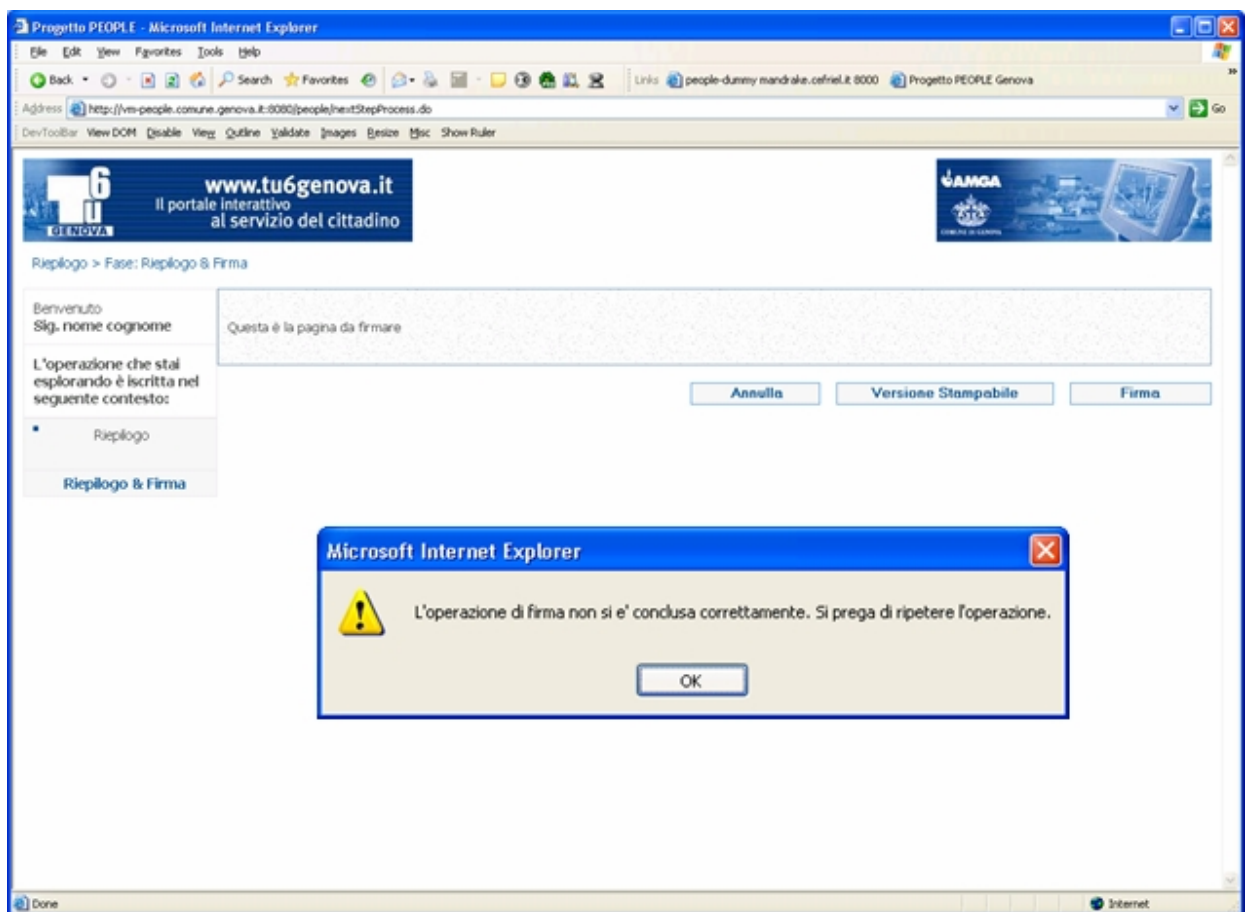 Progetto PEOPLE - Microsoft Internet Explorer
File Edit View Favorites Tools Help
Back Search Favorites Links people-dummy mandrake.cefriel.it 8000 Progetto PEOPLE Genova
Address http://vm-people.comune.genova.it:8080/people/nextStepProcess.do Go
DevToolBar View DOM Disable View Outline Validate Images Resize Misc Show Ruler
T6U
GENOVA
www.tu6genova.it
Il portale interattivo
al servizio del cittadino
AMGA
COMUNE DI GENOVA
Riepilogo > Fase: Riepilogo & Firma
Benvenuto
Sig. nome cognome
Questa è la pagina da firmare
L'operazione che stai
esplorando è iscritta nel
seguente contesto:
Annulla Versione Stampabile Firma
Riepilogo
Riepilogo & Firma
Microsoft Internet Explorer
L'operazione di firma non si e' conclusa correttamente. Si prega di ripetere l'operazione.
OK
Done Internet